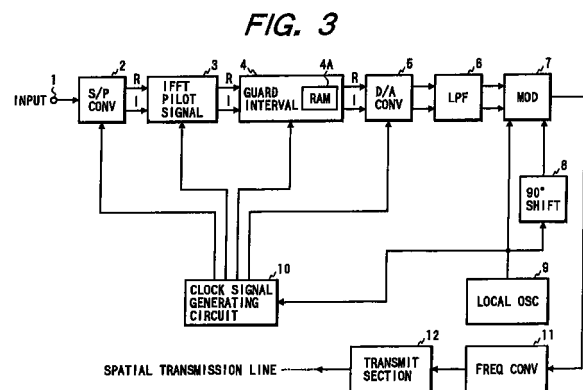 FIG. 3
1
2
3
4
4A
5
6
7
INPUT
S/P
CONV
R
I
IFFT
PILOT
SIGNAL
R
I
GUARD
INTERVAL
RAM
R
I
D/A
CONV
LPF
MOD
8
90°
SHIFT
10
CLOCK SIGNAL
GENERATING
CIRCUIT
9
LOCAL OSC
12
11
SPATIAL TRANSMISSION LINE
TRANSMIT
SECTION
FREQ CONV